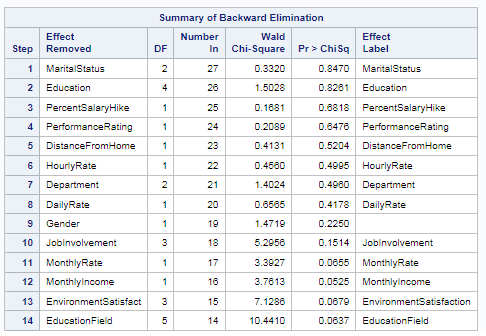 Summary of Backward Elimination
Step Effect Removed DF Number In Wald Chi-Square Pr > ChiSq Effect Label
1 MaritalStatus 2 27 0.3320 0.8470 MaritalStatus
2 Education 4 26 1.5028 0.8261 Education
3 PercentSalaryHike 1 25 0.1681 0.6818 PercentSalaryHike
4 PerformanceRating 1 24 0.2089 0.6476 PerformanceRating
5 DistanceFromHome 1 23 0.4131 0.5204 DistanceFromHome
6 HourlyRate 1 22 0.4560 0.4995 HourlyRate
7 Department 2 21 1.4024 0.4960 Department
8 DailyRate 1 20 0.6565 0.4178 DailyRate
9 Gender 1 19 1.4719 0.2250
10 JobInvolvement 3 18 5.2956 0.1514 JobInvolvement
11 MonthlyRate 1 17 3.3927 0.0655 MonthlyRate
12 MonthlyIncome 1 16 3.7613 0.0525 MonthlyIncome
13 EnvironmentSatisfact 3 15 7.1286 0.0679 EnvironmentSatisfaction
14 EducationField 5 14 10.4410 0.0637 EducationField